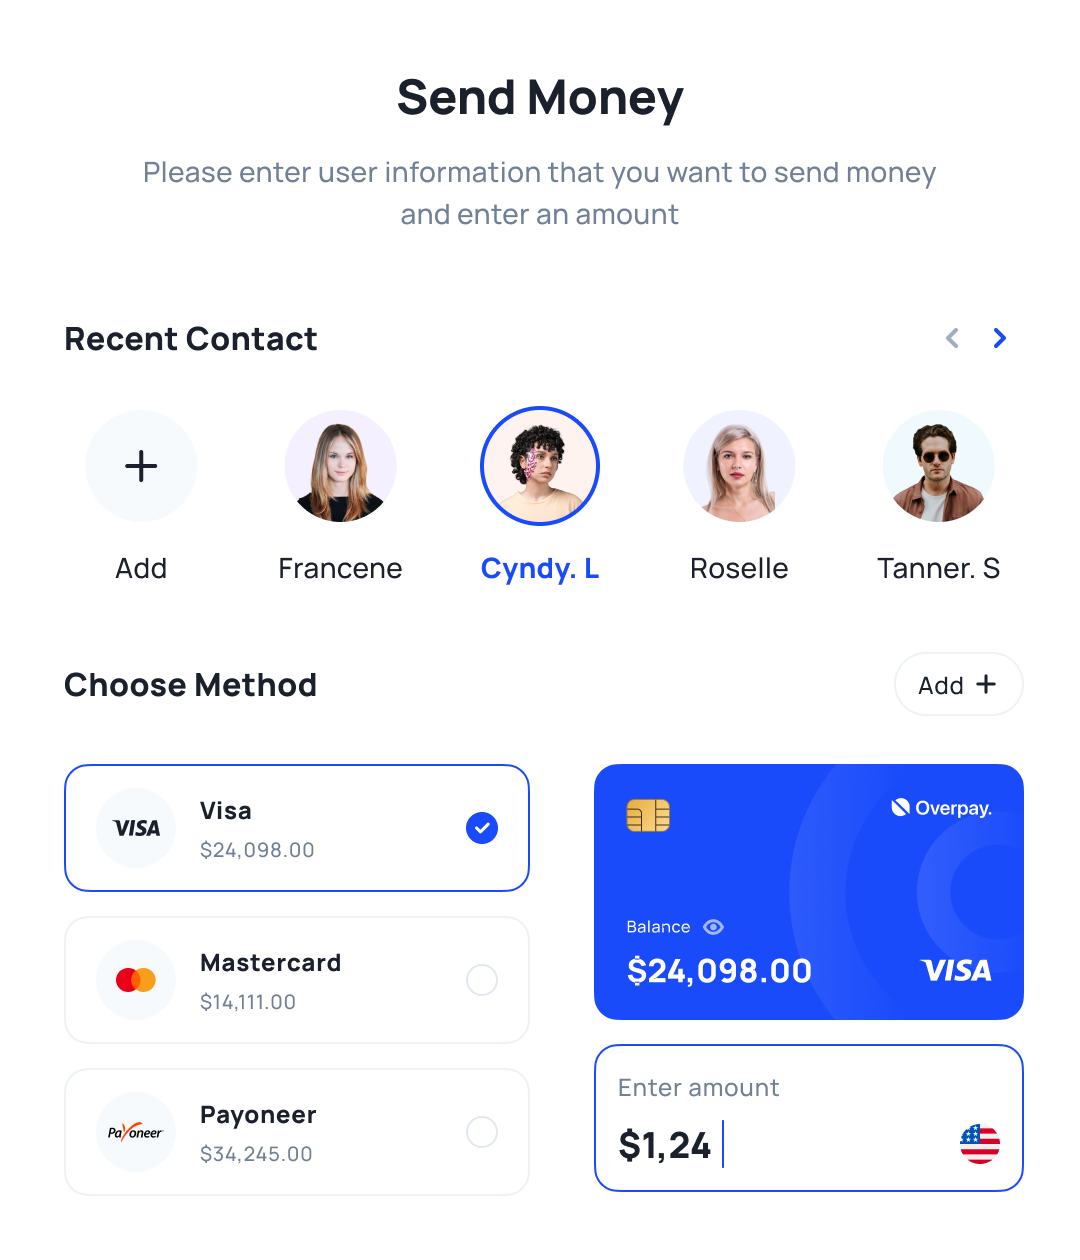 Send Money
Please enter user information that you want to send money
and enter an amount
Recent Contact
Add
Francene
Cyndy. L
Roselle
Tanner. S
Choose Method
Add +
VISA
Visa
$24,098.00
Mastercard
$14,111.00
Payoneer
Payoneer
$34,245.00
Overpay.
Balance
$24,098.00
VISA
Enter amount
$1,24